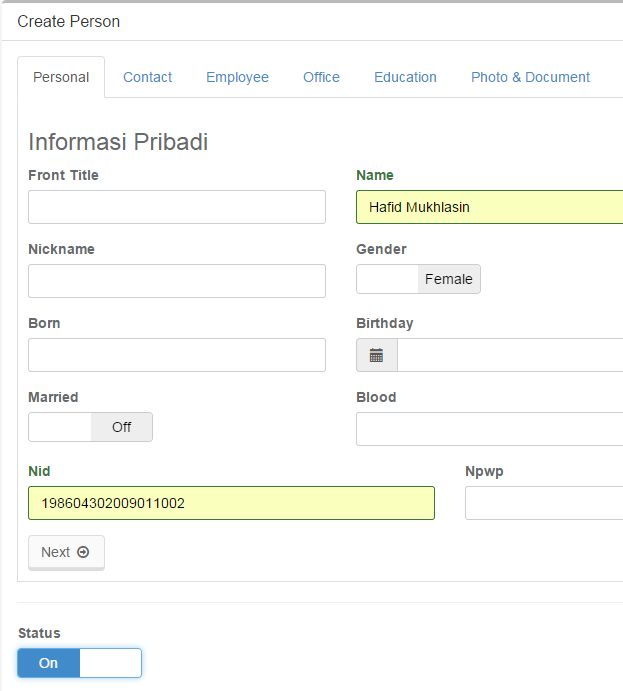 Create Person
Personal Contact Employee Office Education Photo & Document
Informasi Pribadi
Front Title Name
Hafid Mukhlasin
Nickname Gender
Female
Born Birthday
Married Blood
Off
Nid Npwp
198604302009011002
Next
Status
On